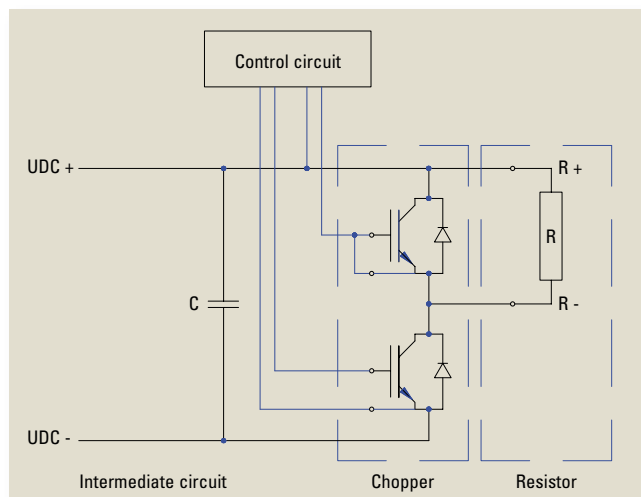 Control circuit
UDC +
R +
R
C
R -
UDC -
Intermediate circuit
Chopper
Resistor